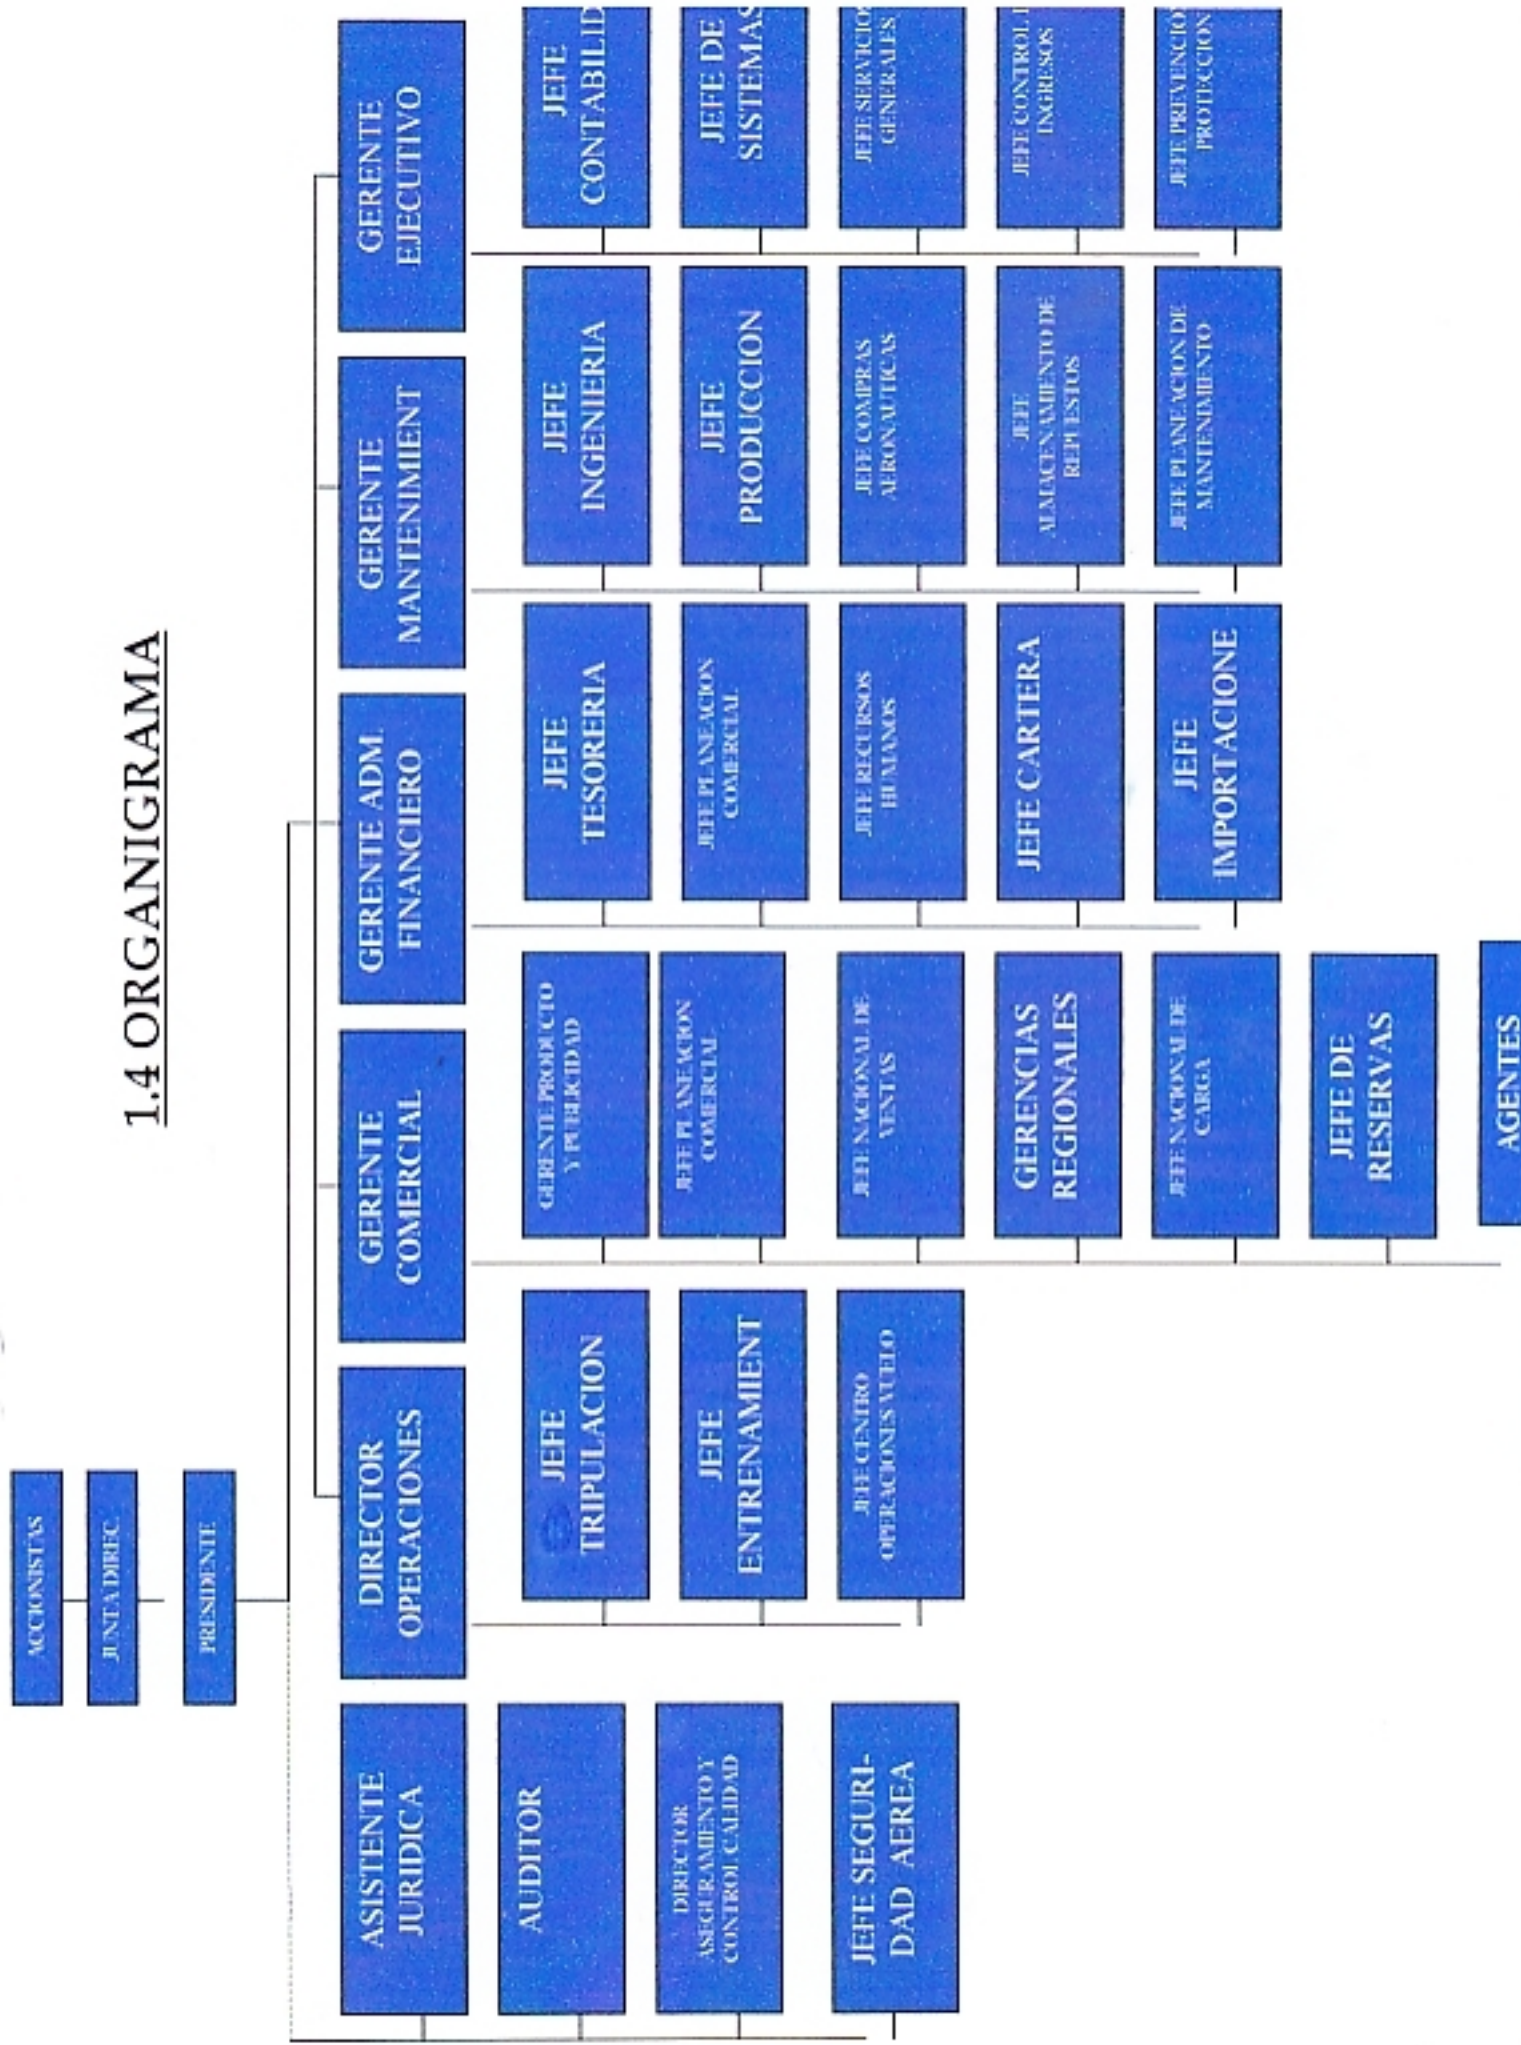 1.4 ORGANIGRAMA
ACCIONISTAS
JUNTA DIREC.
PRESIDENTE
ASISTENTE
JURIDICA
AUDITOR
DIRECTOR
ASEGURAMIENTO Y
CONTROL CALIDAD
JEFE SEGURI-
DAD AEREA
DIRECTOR
OPERACIONES
JEFE
TRIPULACION
JEFE
ENTRENAMIENT
JEFE CENTRO
OPERACIONES VUELO
GERENTE
COMERCIAL
GERENTE PRODUCTO
Y PUBLICIDAD
JEFE PLANEACION
COMERCIAL
JEFE NACIONAL DE
VENTAS
GERENCIAS
REGIONALES
JEFE NACIONAL DE
CARGA
JEFE DE
RESERVAS
AGENTES
GERENTE ADM.
FINANCIERO
JEFE
TESORERIA
JEFE PLANEACION
COMERCIAL
JEFE RECURSOS
HUMANOS
JEFE CARTERA
JEFE
IMPORTACIONE
GERENTE
MANTENIMIENT
JEFE
INGENIERIA
JEFE
PRODUCCION
JEFE COMPRAS
AERONAUTICAS
JEFE
ALMACENAMIENTO DE
REPUESTOS
JEFE PLANEACION DE
MANTENIMIENTO
GERENTE
EJECUTIVO
JEFE
CONTABILID
JEFE DE
SISTEMAS
JEFE SERVICIOS
GENERALES
JEFE CONTROL
INGRESOS
JEFE PREVENCIO
PROTECCION